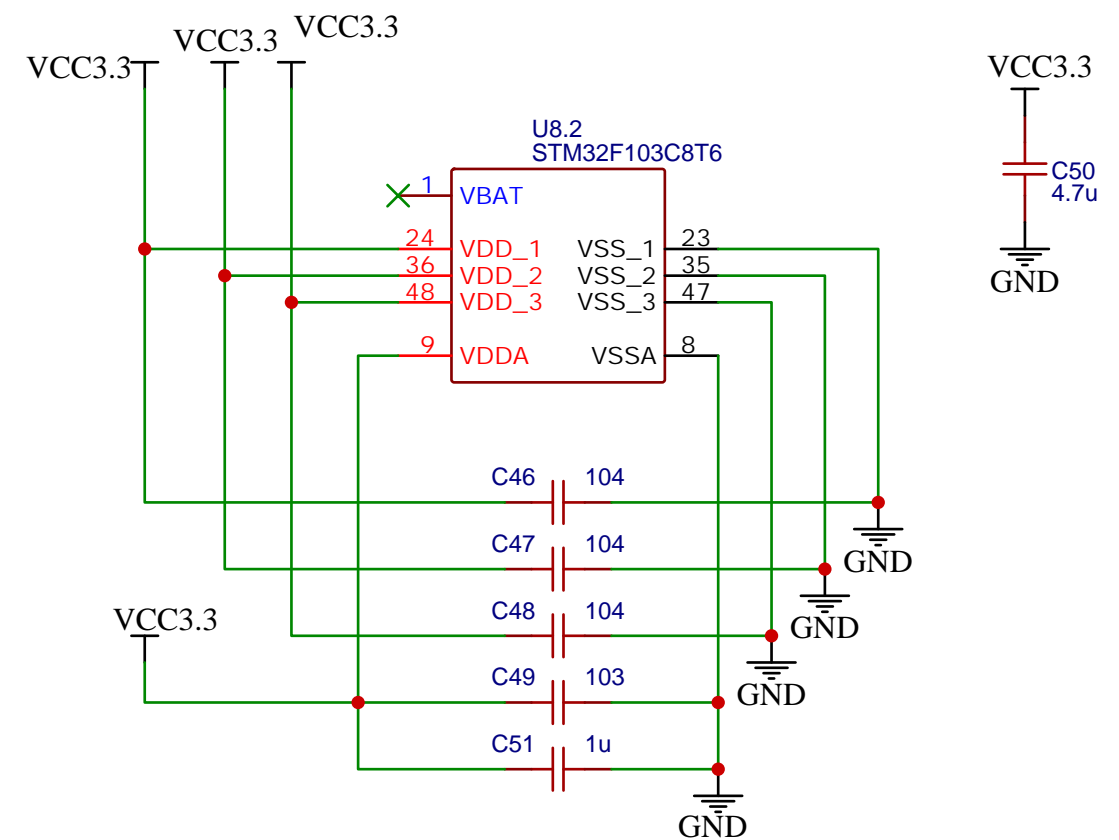 VCC3.3
VCC3.3
VCC3.3
VCC3.3
U8.2
STM32F103C8T6
C50
4.7u
GND
1
VBAT
24
VDD_1
VSS_1
23
36
VDD_2
VSS_2
35
48
VDD_3
VSS_3
47
9
VDDA
VSSA
8
C46
104
GND
C47
104
GND
C48
104
GND
VCC3.3
C49
103
C51
1u
GND